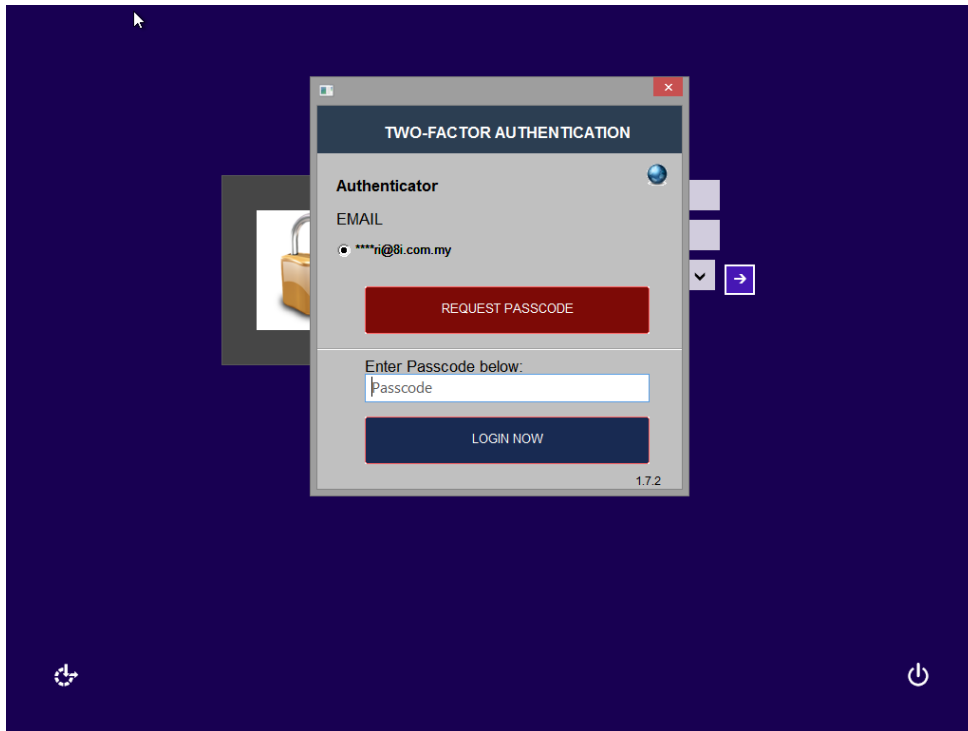 TWO-FACTOR AUTHENTICATION
Authenticator
EMAIL
****ri@8i.com.my
REQUEST PASSCODE
Enter Passcode below:
Passcode
LOGIN NOW
1.7.2